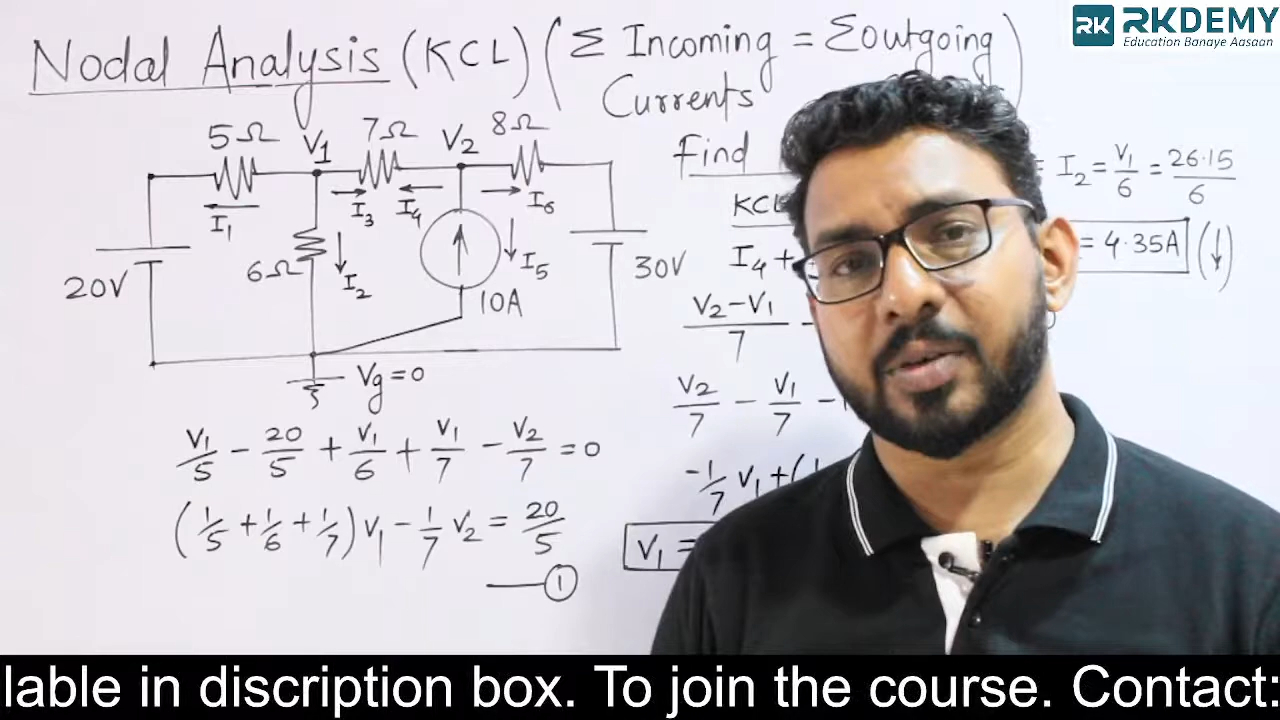 RK RKDEMY
Education Banaye Aasaan
Nodal Analysis (KCL) (Σ Incoming = Σoutgoing)
Currents
5Ω V1 7Ω V2 8Ω
I1 I3 I4 I6
20V 6Ω I2 I5 30V
10A
Vg=0
V1/5 - 20/5 + V1/6 + V1/7 - V2/7 = 0
(1/5 + 1/6 + 1/7) V1 - 1/7 V2 = 20/5
1
Find
= I2 = V1/6 = 26.15/6
KCL
= 4.35A (↓)
I4+
V2-V1/7 -
V2/7 - V1/7 -
-1/7 V1 + (
V1 =
lable in discription box. To join the course. Contact: